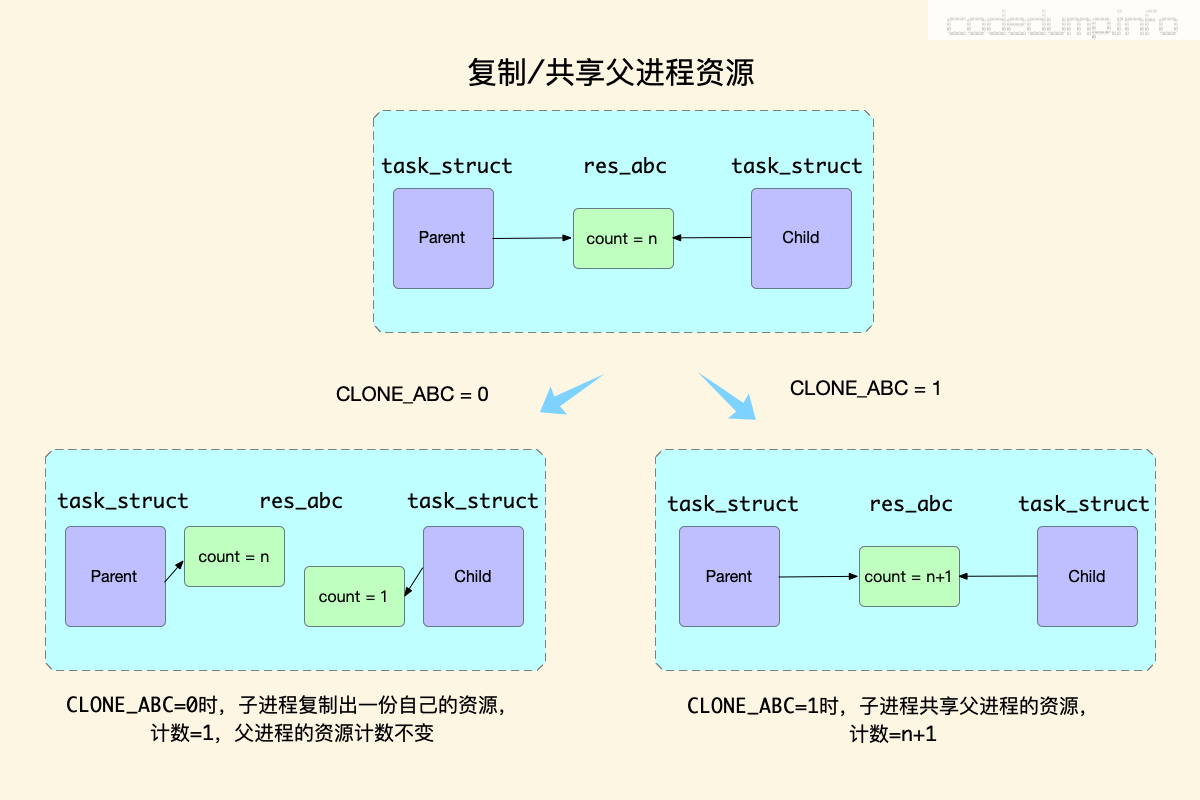 codedump.info
复制/共享父进程资源
task_struct
res_abc
task_struct
Parent
count = n
Child
CLONE_ABC = 0
CLONE_ABC = 1
task_struct
res_abc
task_struct
Parent
count = n
count = 1
Child
task_struct
res_abc
task_struct
Parent
count = n+1
Child
CLONE_ABC=0时，子进程复制出一份自己的资源，
计数=1，父进程的资源计数不变
CLONE_ABC=1时，子进程共享父进程的资源，
计数=n+1